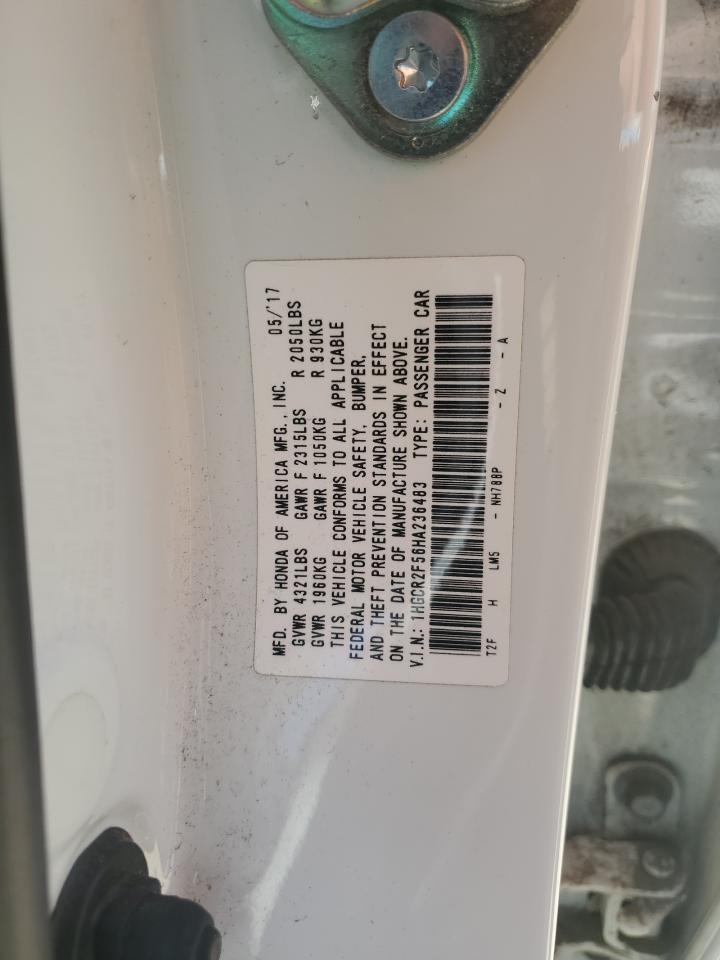 MFD. BY HONDA OF AMERICA MFG., INC. 05/'17
GVWR 4321LBS GAWR F 2315LBS R 2050LBS
GVWR 1960KG GAWR F 1050KG R 930KG
THIS VEHICLE CONFORMS TO ALL APPLICABLE
FEDERAL MOTOR VEHICLE SAFETY, BUMPER,
AND THEFT PREVENTION STANDARDS IN EFFECT
ON THE DATE OF MANUFACTURE SHOWN ABOVE.
V.I.N.: 1HGCR2F56HA236483 TYPE: PASSENGER CAR
T2F H LM5 - NH788P - Z - A